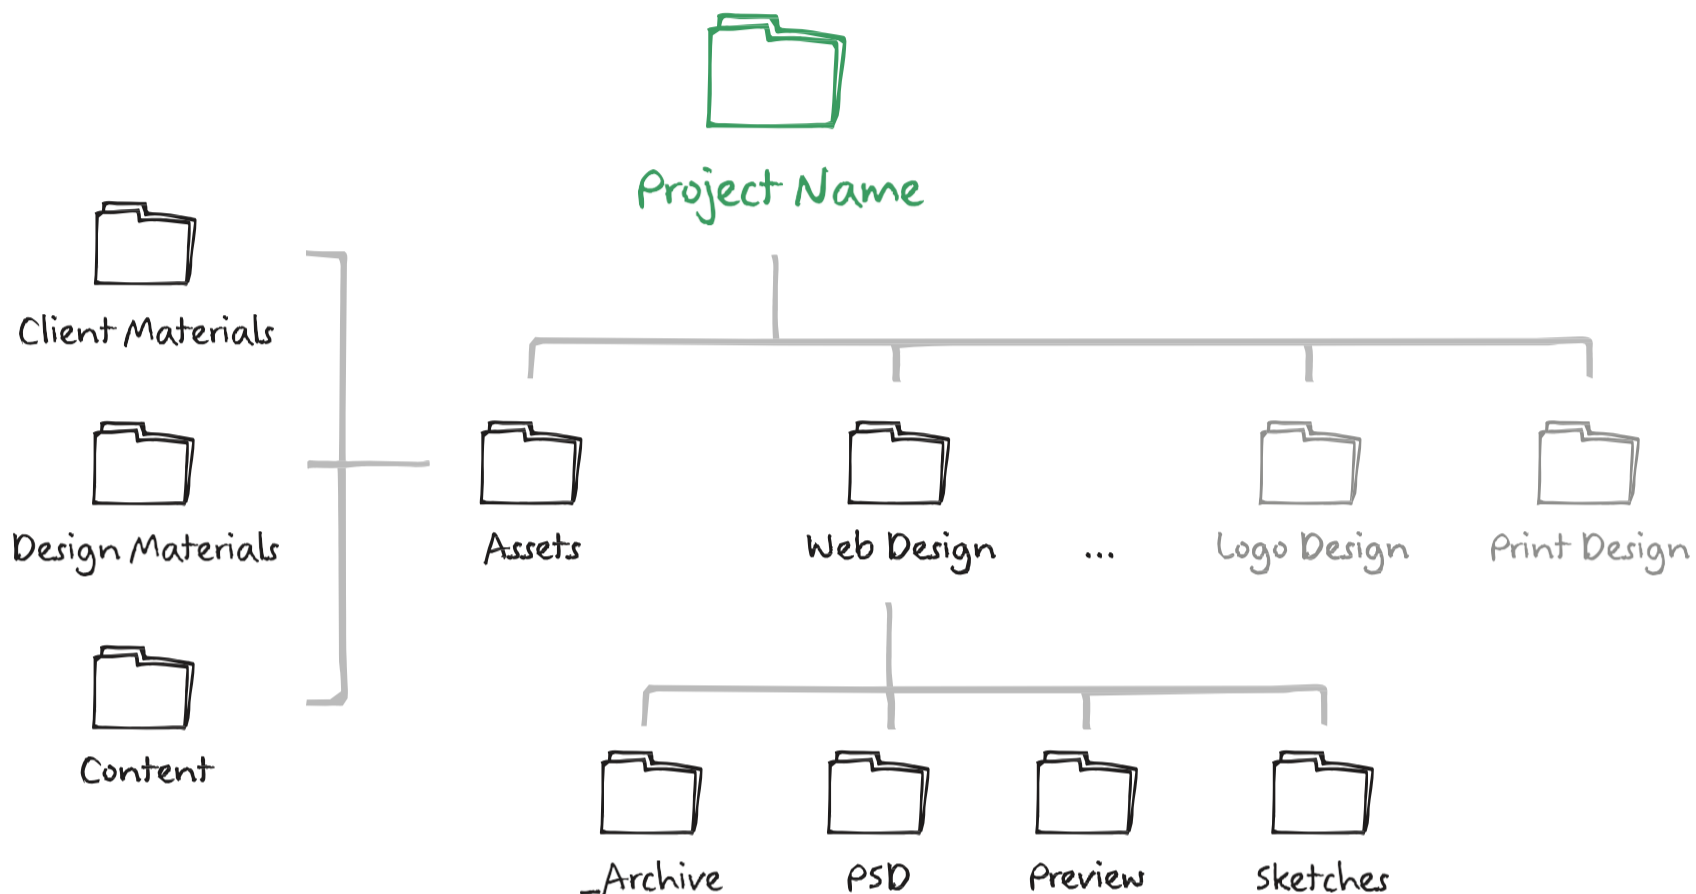 Project Name
Client Materials
Design Materials
Assets
Web Design
...
Logo Design
Print Design
Content
_Archive
PSD
Preview
Sketches